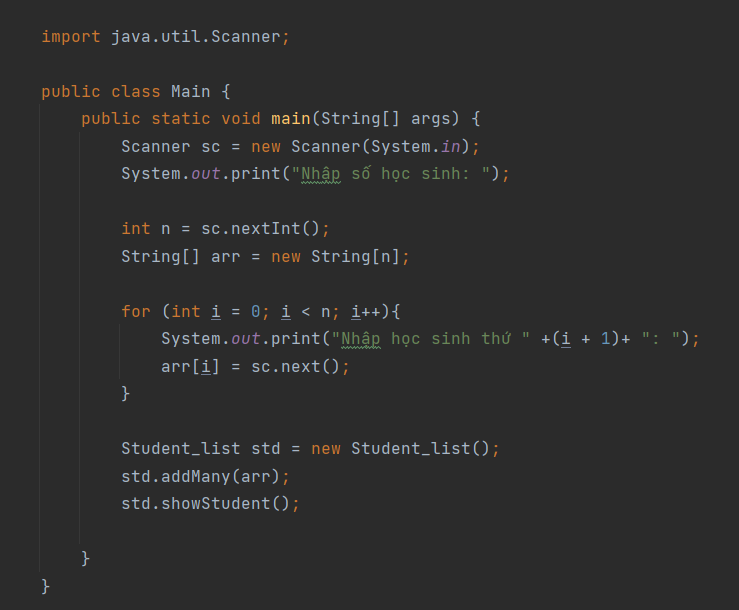 import java.util.Scanner;
public class Main {
public static void main(String[] args) {
Scanner sc = new Scanner(System.in);
System.out.print("Nhập số học sinh: ");
int n = sc.nextInt();
String[] arr = new String[n];
for (int i = 0; i < n; i++){
System.out.print("Nhập học sinh thứ " +(i + 1)+ ": ");
arr[i] = sc.next();
}
Student_list std = new Student_list();
std.addMany(arr);
std.showStudent();
}
}